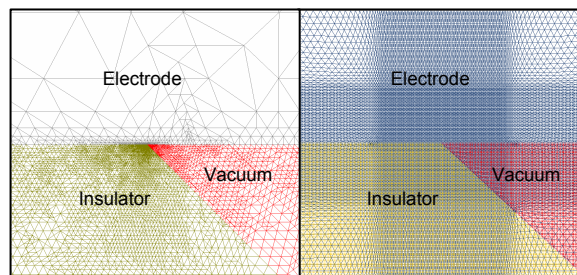 Electrode
Electrode
Vacuum
Insulator
Vacuum
Insulator